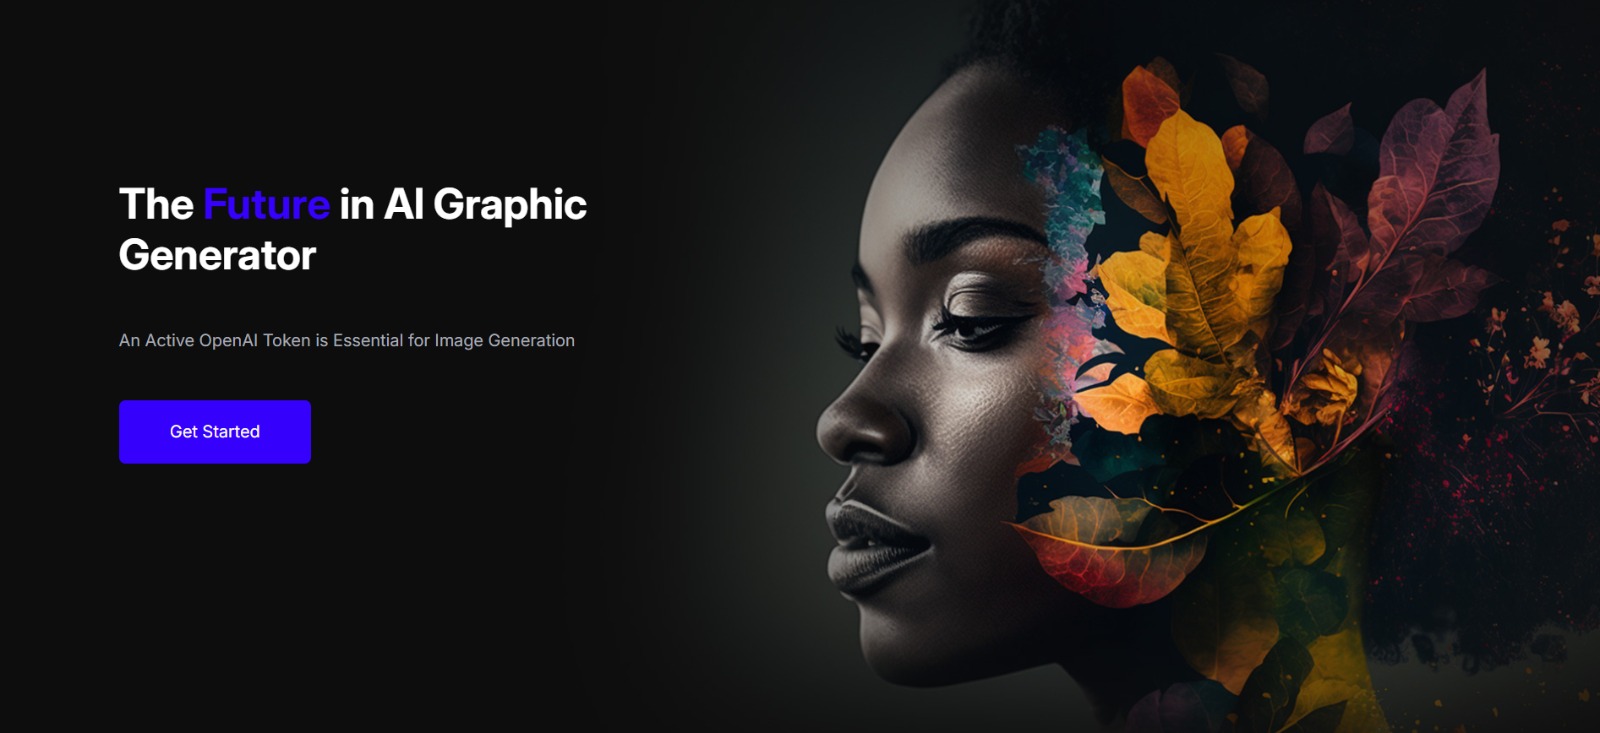 The Future in AI Graphic
Generator
An Active OpenAI Token is Essential for Image Generation
Get Started